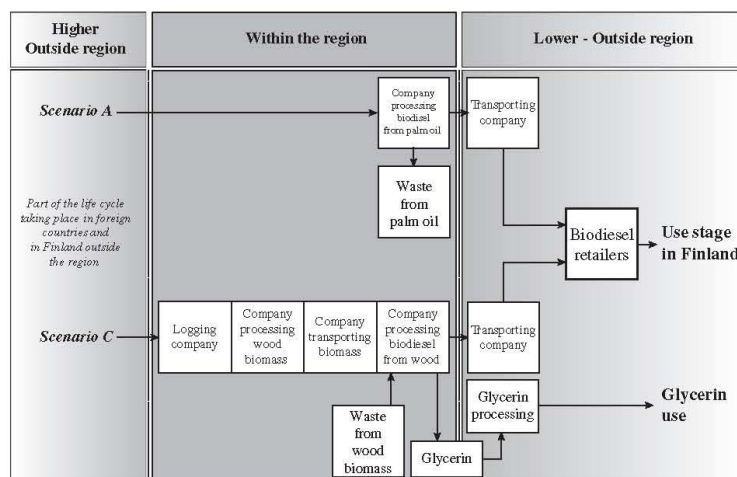 Higher
Outside region
Within the region
Lower - Outside region
Scenario A
Company
processing
biodisel
from palm oil
Transporting
company
Waste
from
palm oil
Part of the life cycle
taking place in foreign
countries and
in Finland outside
the region
Biodiesel
retailers
Use stage
in Finland
Scenario C
Logging
company
Company
processing
wood
biomass
Company
transporting
biomass
Company
processing
biodiesel
from wood
Transporting
company
Waste
from
wood
biomass
Glycerin
Glycerin
processing
Glycerin
use